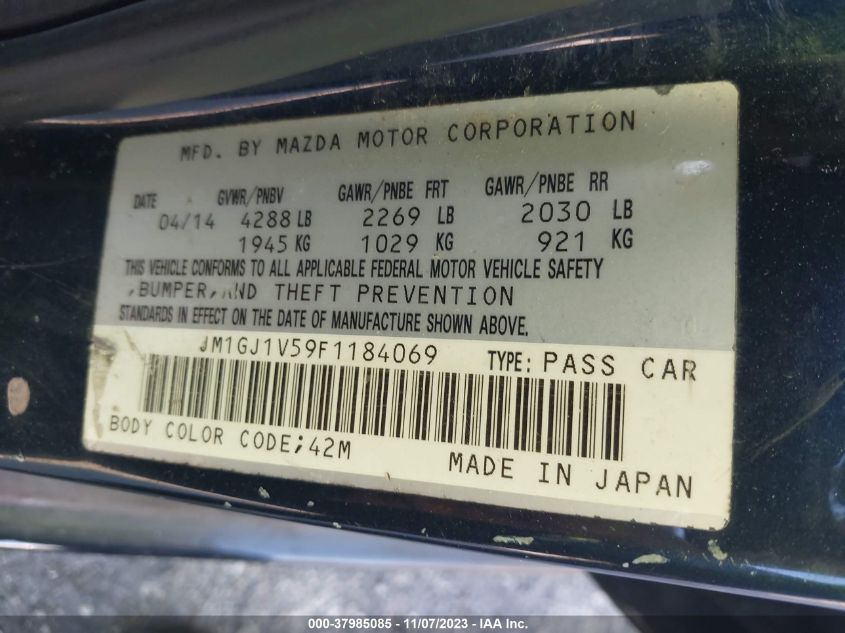 MFD. BY MAZDA MOTOR CORPORATION
DATE GVWR/PNBV GAWR/PNBE FRT GAWR/PNBE RR
04/14 4288 LB 2269 LB 2030 LB
1945 KG 1029 KG 921 KG
THIS VEHICLE CONFORMS TO ALL APPLICABLE FEDERAL MOTOR VEHICLE SAFETY
,BUMPER,AND THEFT PREVENTION
STANDARDS IN EFFECT ON THE DATE OF MANUFACTURE SHOWN ABOVE.
JM1GJ1V59F1184069 TYPE: PASS CAR
BODY COLOR CODE;42M
MADE IN JAPAN
000-37985085 - 11/07/2023 - IAAI.com